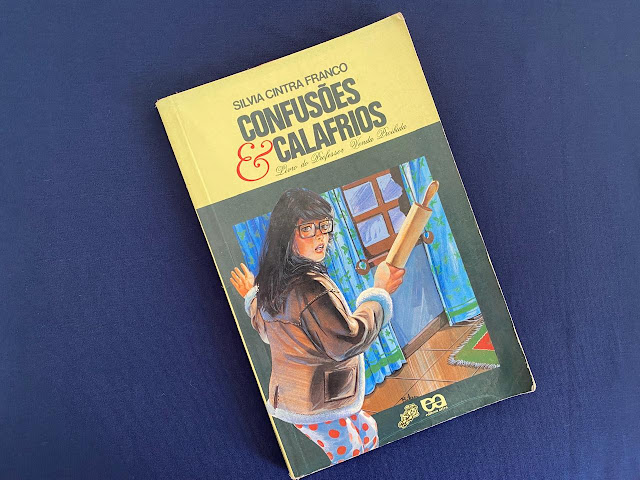 SILVIA CINTRA FRANCO
CONFUSÕES
& CALAFRIOS
Livro do Professor Venda Proibida